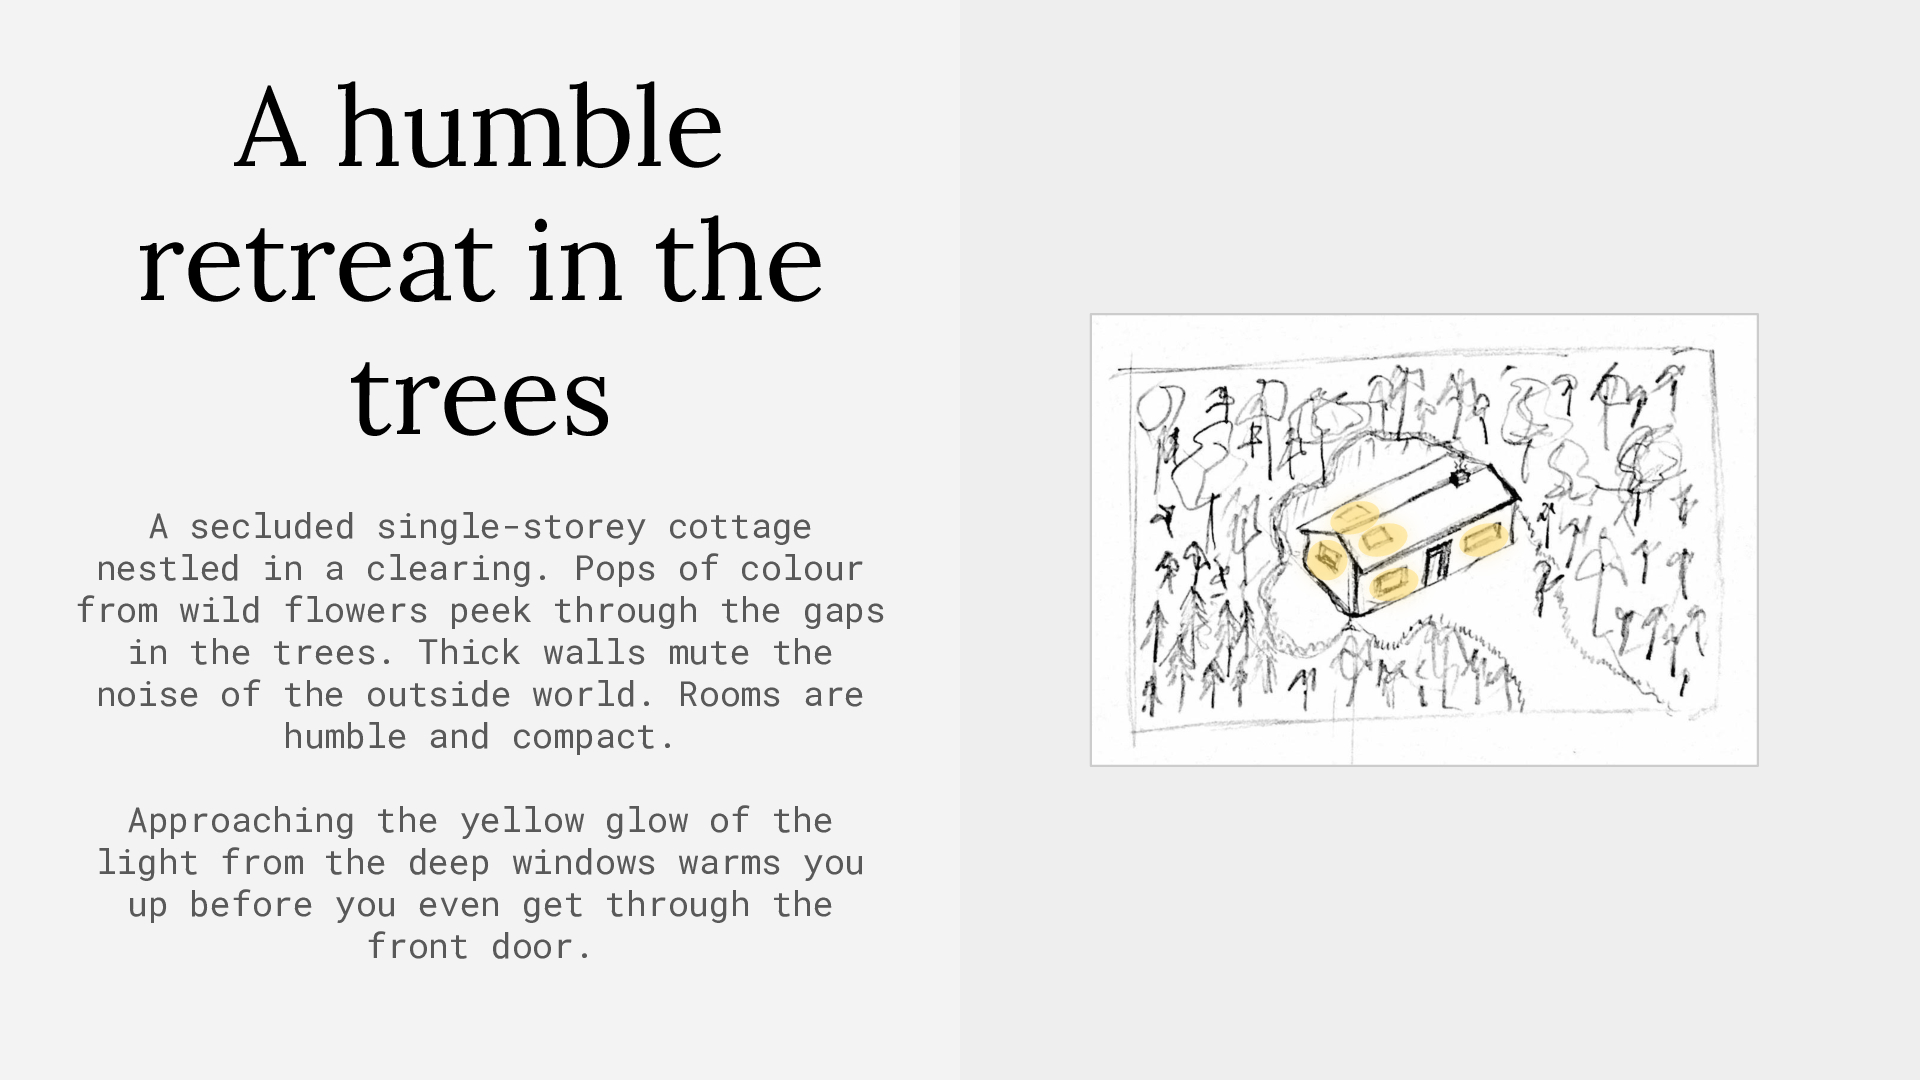 A humble
retreat in the
trees
A secluded single-storey cottage
nestled in a clearing. Pops of colour
from wild flowers peek through the gaps
in the trees. Thick walls mute the
noise of the outside world. Rooms are
humble and compact.
Approaching the yellow glow of the
light from the deep windows warms you
up before you even get through the
front door.